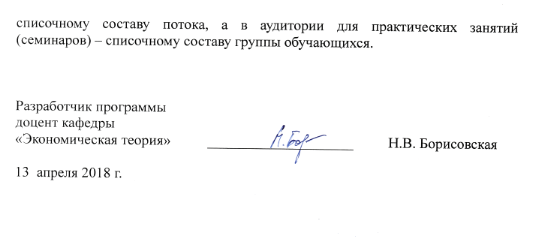 списочному составу потока, а в аудитории для практических занятий
(семинаров) – списочному составу группы обучающихся.
Разработчик программы
доцент кафедры
«Экономическая теория» Н.В. Борисовская
13 апреля 2018 г.